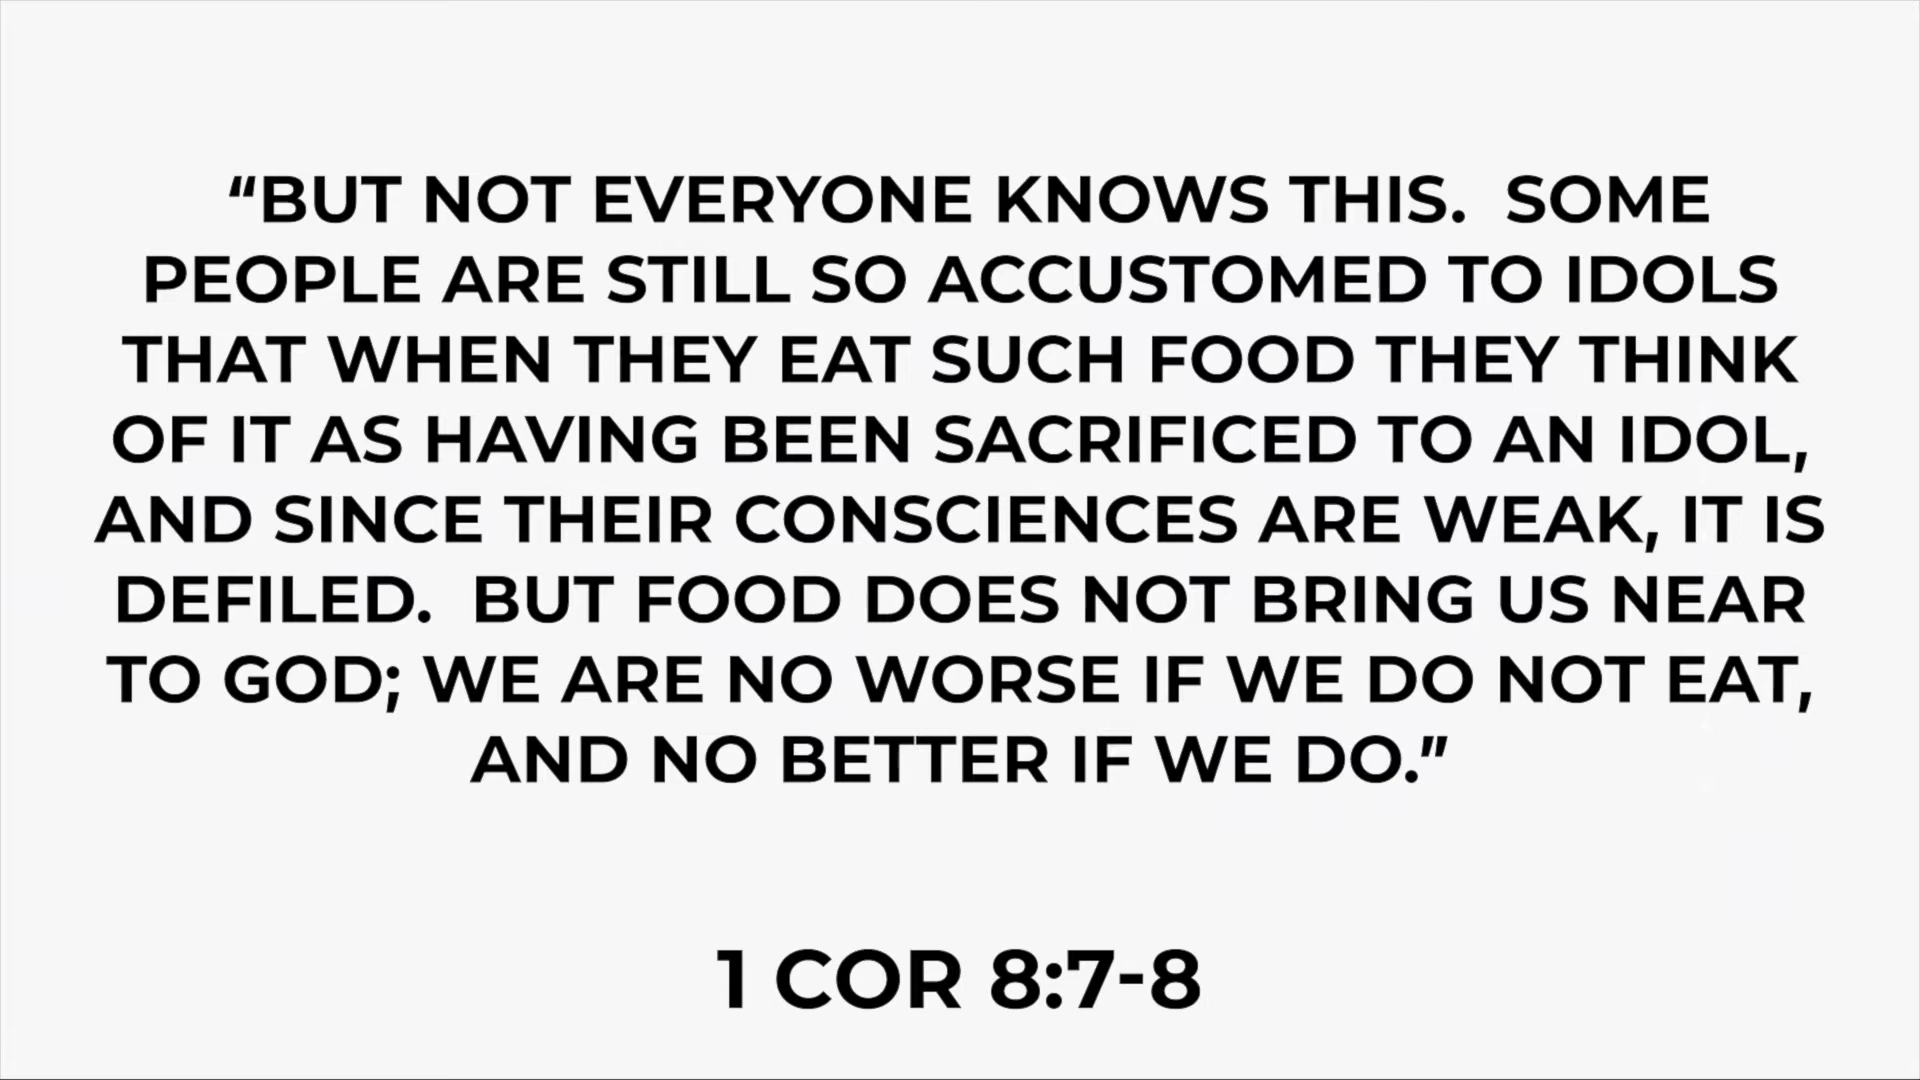 “BUT NOT EVERYONE KNOWS THIS.  SOME
PEOPLE ARE STILL SO ACCUSTOMED TO IDOLS
THAT WHEN THEY EAT SUCH FOOD THEY THINK
OF IT AS HAVING BEEN SACRIFICED TO AN IDOL,
AND SINCE THEIR CONSCIENCES ARE WEAK, IT IS
DEFILED.  BUT FOOD DOES NOT BRING US NEAR
TO GOD; WE ARE NO WORSE IF WE DO NOT EAT,
AND NO BETTER IF WE DO.”
1 COR 8:7-8